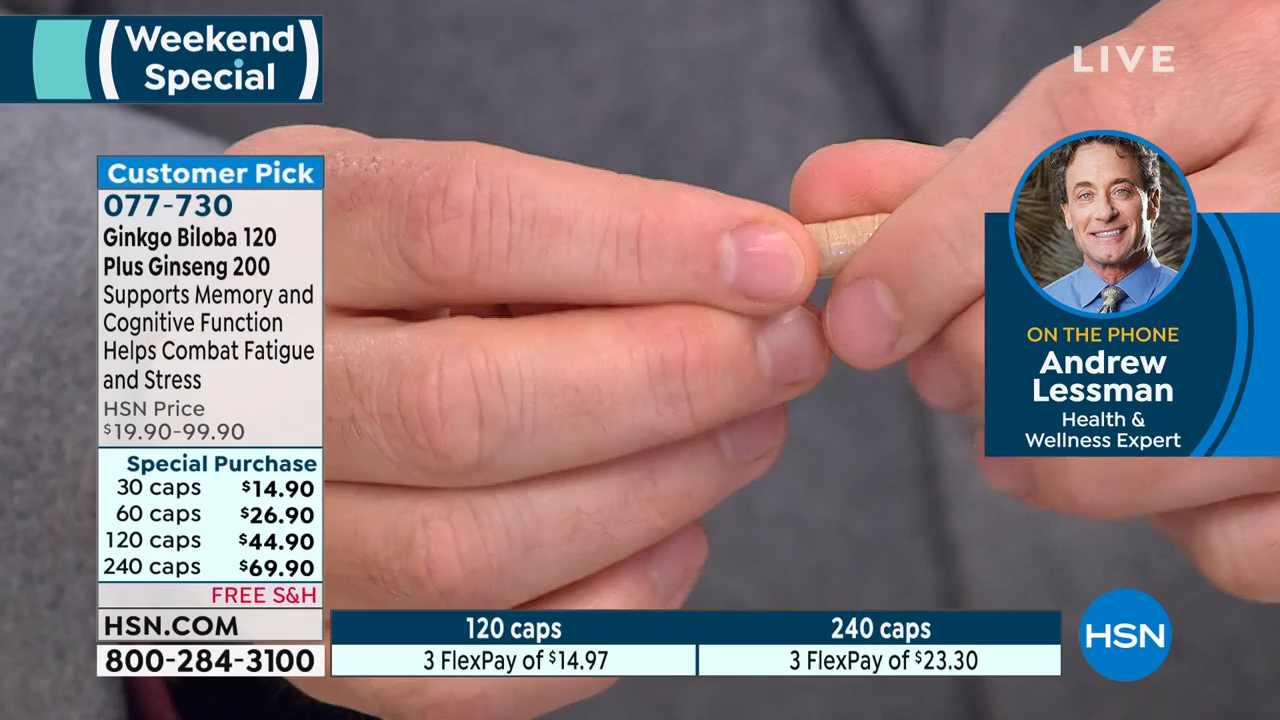 Weekend
Special
LIVE
Customer Pick
077-730
Ginkgo Biloba 120
Plus Ginseng 200
Supports Memory and
Cognitive Function
Helps Combat Fatigue
and Stress
HSN Price
$19.90-99.90
Special Purchase
30 caps $14.90
60 caps $26.90
120 caps $44.90
240 caps $69.90
FREE S&H
HSN.COM
800-284-3100
120 caps 240 caps
3 FlexPay of $14.97 3 FlexPay of $23.30
ON THE PHONE
Andrew
Lessman
Health &
Wellness Expert
HSN